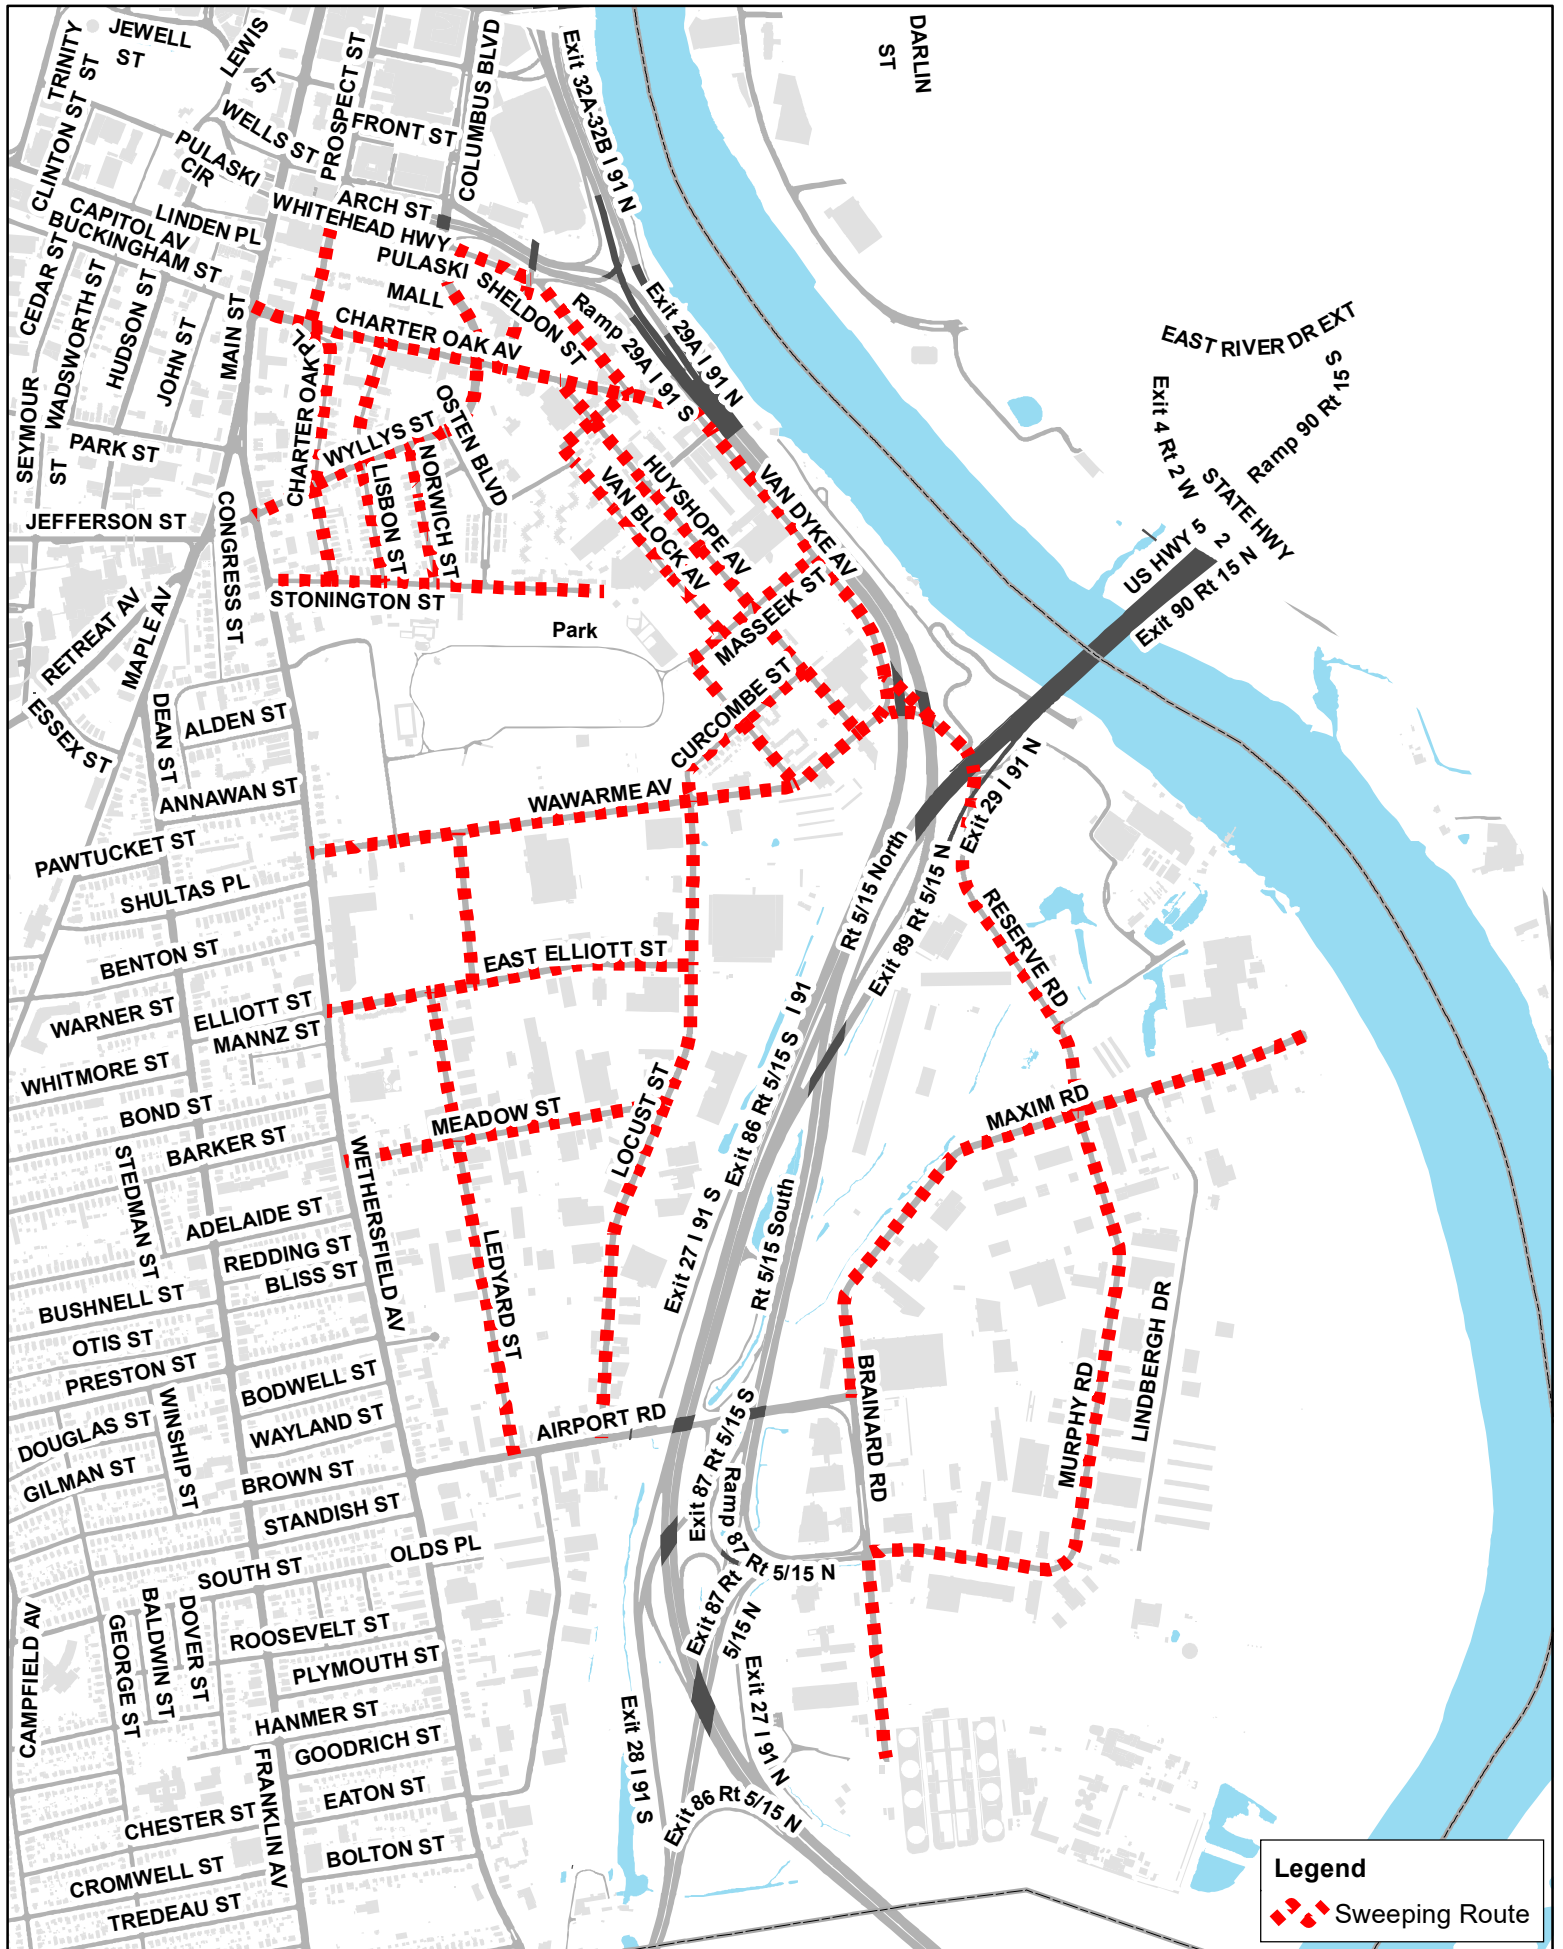 TRINITY
ST
JEWELL
ST
LEWIS
ST
PROSPECT ST
COLUMBUS BLVD
Exit 32A-32B I 91 N
DARLIN
ST
CLINTON ST
WELLS ST
FRONT ST
PULASKI
CIR
ARCH ST
WHITEHEAD HWY
CAPITOL AV
LINDEN PL
BUCKINGHAM ST
PULASKI
MALL
SHELDON ST
Ramp 29A I 91 S
Exit 29A I 91 N
CEDAR ST
WADSWORTH ST
HUDSON ST
JOHN ST
MAIN ST
CHARTER OAK PL
CHARTER OAK AV
EAST RIVER DR EXT
Exit 4 Rt 2 W
Ramp 90 Rt 15 S
SEYMOUR
ST
PARK ST
WYLLYS ST
OSTEN BLVD
LISBON ST
NORWICH ST
HUYSHOPE AV
VAN BLOCK AV
VAN DYKE AV
STATE HWY
2
US HWY 5
Exit 90 Rt 15 N
JEFFERSON ST
CONGRESS ST
STONINGTON ST
MASSEEK ST
Park
RETREAT AV
MAPLE AV
ESSEX ST
DEAN ST
ALDEN ST
CURCOMBE ST
ANNAWAN ST
WAWARME AV
Exit 29 I 91 N
PAWTUCKET ST
SHULTAS PL
Rt 5/15 North
Exit 89 Rt 5/15 N
RESERVE RD
BENTON ST
EAST ELLIOTT ST
WARNER ST
ELLIOTT ST
MANNZ ST
I 91
WHITMORE ST
BOND ST
BARKER ST
MEADOW ST
LOCUST ST
Exit 86 Rt 5/15 S
MAXIM RD
STEDMAN ST
WETHERSFIELD AV
ADELAIDE ST
REDDING ST
BLISS ST
LEDYARD ST
Exit 27 I 91 S
Rt 5/15 South
LINDBERGH DR
BUSHNELL ST
OTIS ST
PRESTON ST
BODWELL ST
WAYLAND ST
WINSHIP ST
DOUGLAS ST
GILMAN ST
AIRPORT RD
Exit 87 Rt 5/15 S
BRAINARD RD
MURPHY RD
BROWN ST
STANDISH ST
OLDS PL
Ramp 87 Rt 5/15 N
SOUTH ST
CAMPFIELD AV
GEORGE ST
BALDWIN ST
DOVER ST
ROOSEVELT ST
PLYMOUTH ST
Exit 87 Rt
5/15 N
HANMER ST
GOODRICH ST
Exit 28 I 91 S
Exit 27 I 91 N
FRANKLIN AV
EATON ST
CHESTER ST
Exit 86 Rt 5/15 N
BOLTON ST
CROMWELL ST
TREDEAU ST
Legend
Sweeping Route